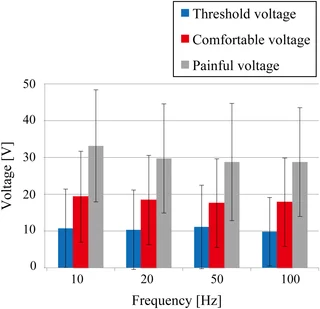 Threshold voltage
Comfortable voltage
Painful voltage
50
40
30
20
10
0
Voltage [V]
10 20 50 100
Frequency [Hz]